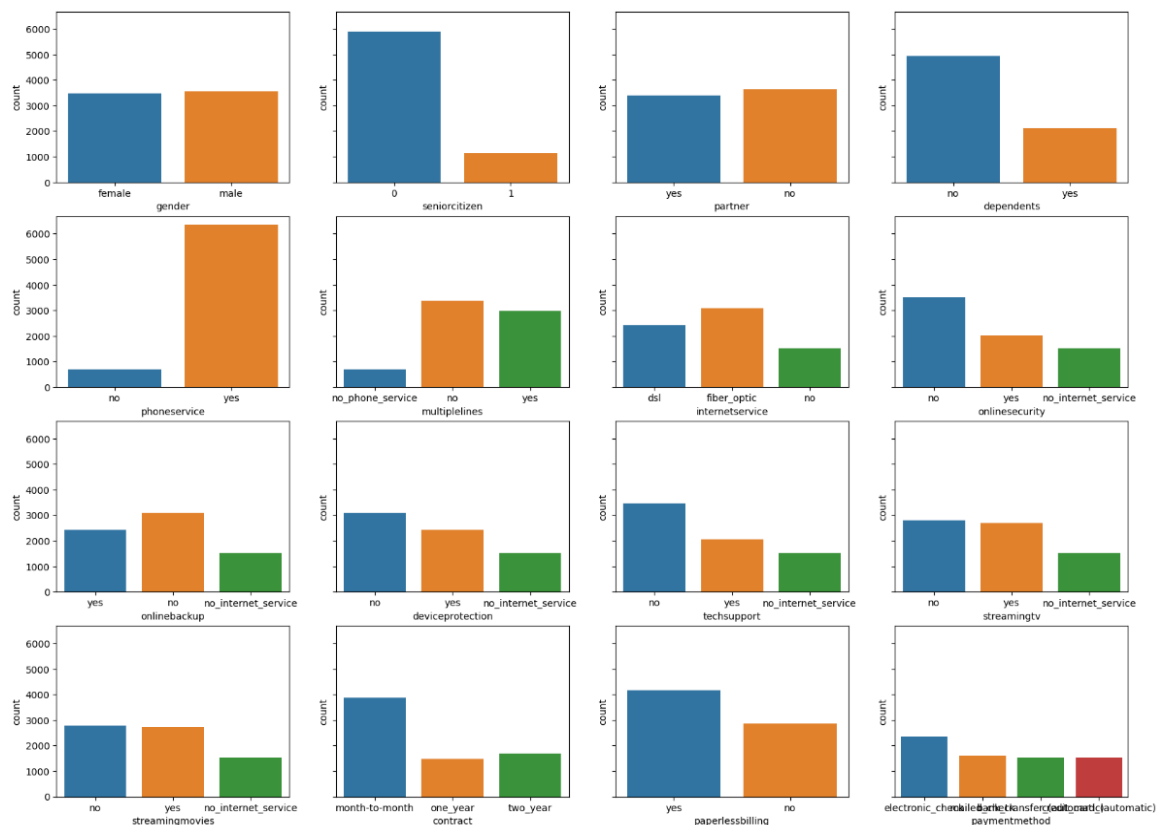 6000
5000
4000
3000
2000
1000
0
count
female male
gender
count
0 1
seniorcitizen
count
yes no
partner
count
no yes
dependents
6000
5000
4000
3000
2000
1000
0
count
no yes
phoneservice
count
no_phone_service no yes
multiplelines
count
dsl fiber_optic no
internetservice
count
no yes no_internet_service
onlinesecurity
6000
5000
4000
3000
2000
1000
0
count
yes no no_internet_service
onlinebackup
count
no yes no_internet_service
deviceprotection
count
no yes no_internet_service
techsupport
count
no yes no_internet_service
streamingtv
6000
5000
4000
3000
2000
1000
0
count
no yes no_internet_service
streamingmovies
count
month-to-month one_year two_year
contract
count
yes no
paperlessbilling
count
electronic_check
paymentmethod